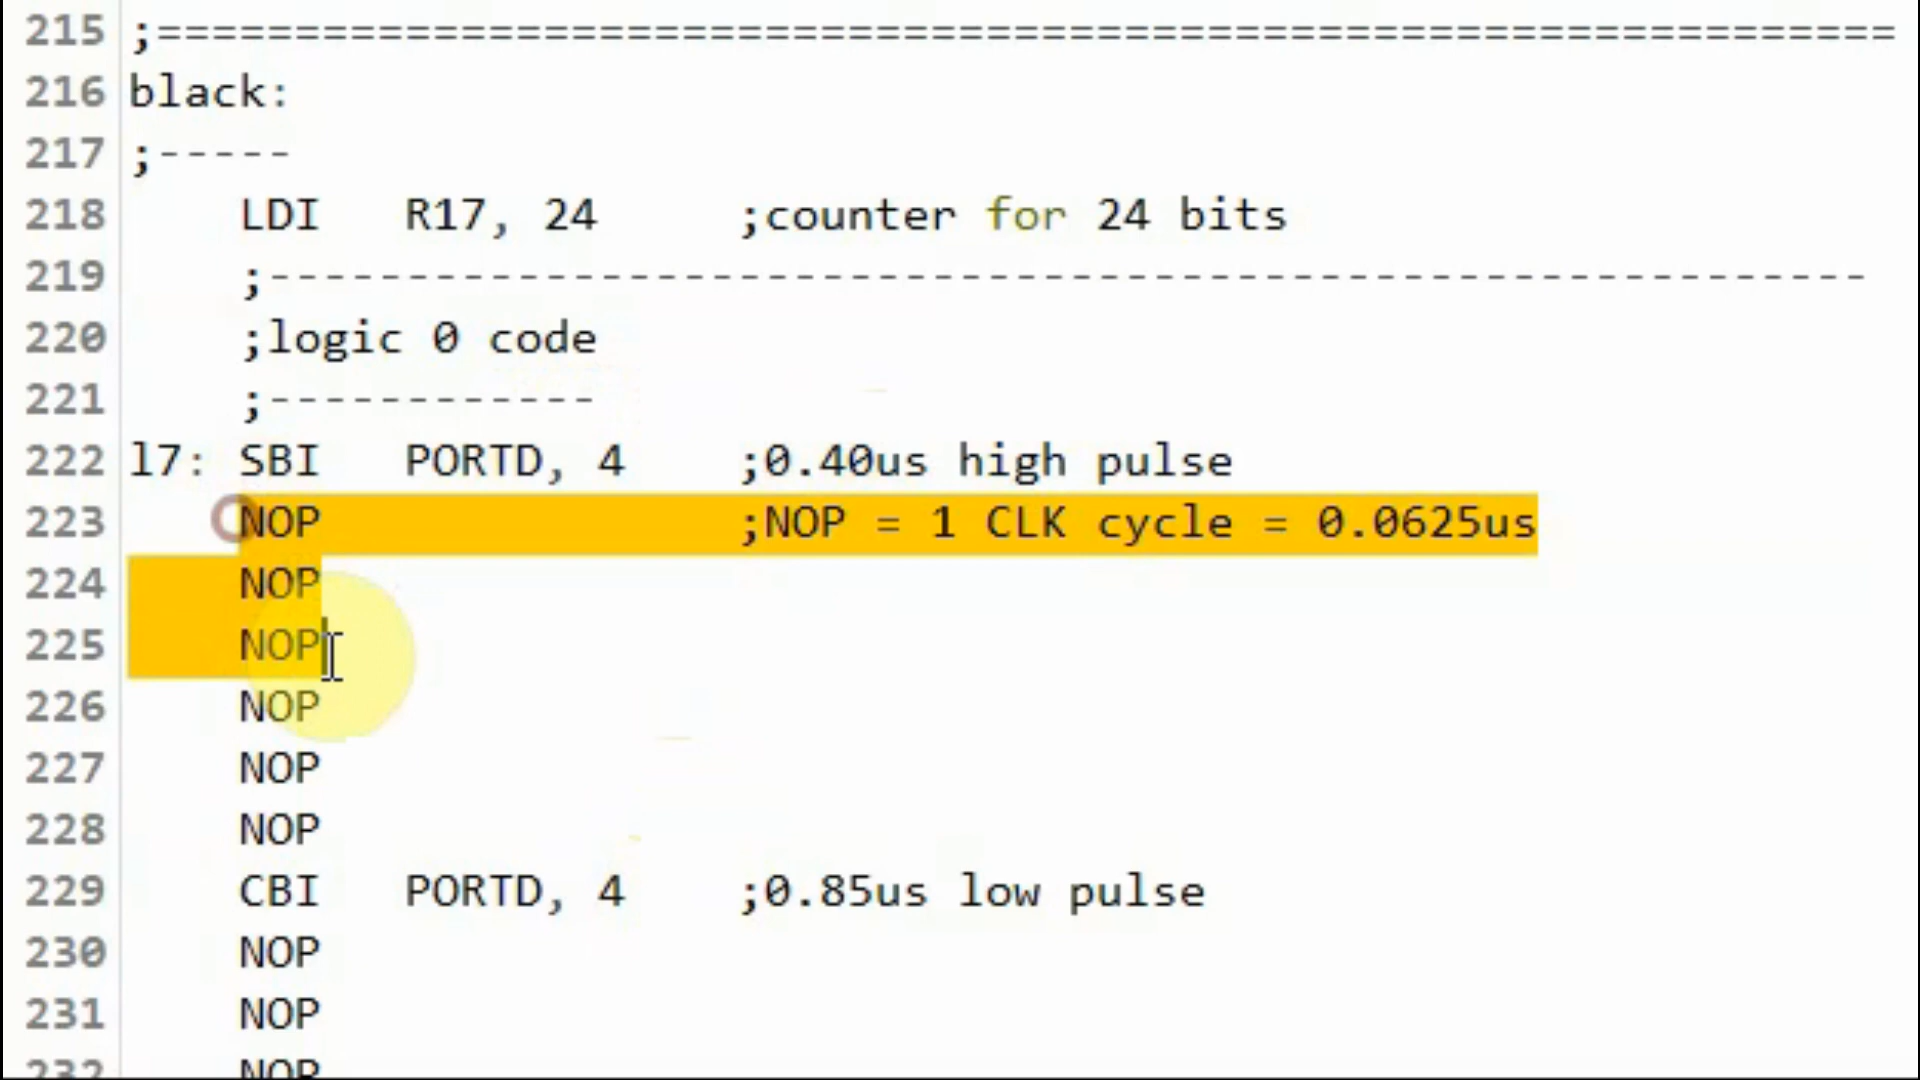 215 ;===============================================================
216 black:
217 ;-----
218 LDI R17, 24 ;counter for 24 bits
219 ;----------------------------------------------------------
220 ;logic 0 code
221 ;------------
222 l7: SBI PORTD, 4 ;0.40us high pulse
223 NOP ;NOP = 1 CLK cycle = 0.0625us
224 NOP
225 NOP
226 NOP
227 NOP
228 NOP
229 CBI PORTD, 4 ;0.85us low pulse
230 NOP
231 NOP
232 NOP